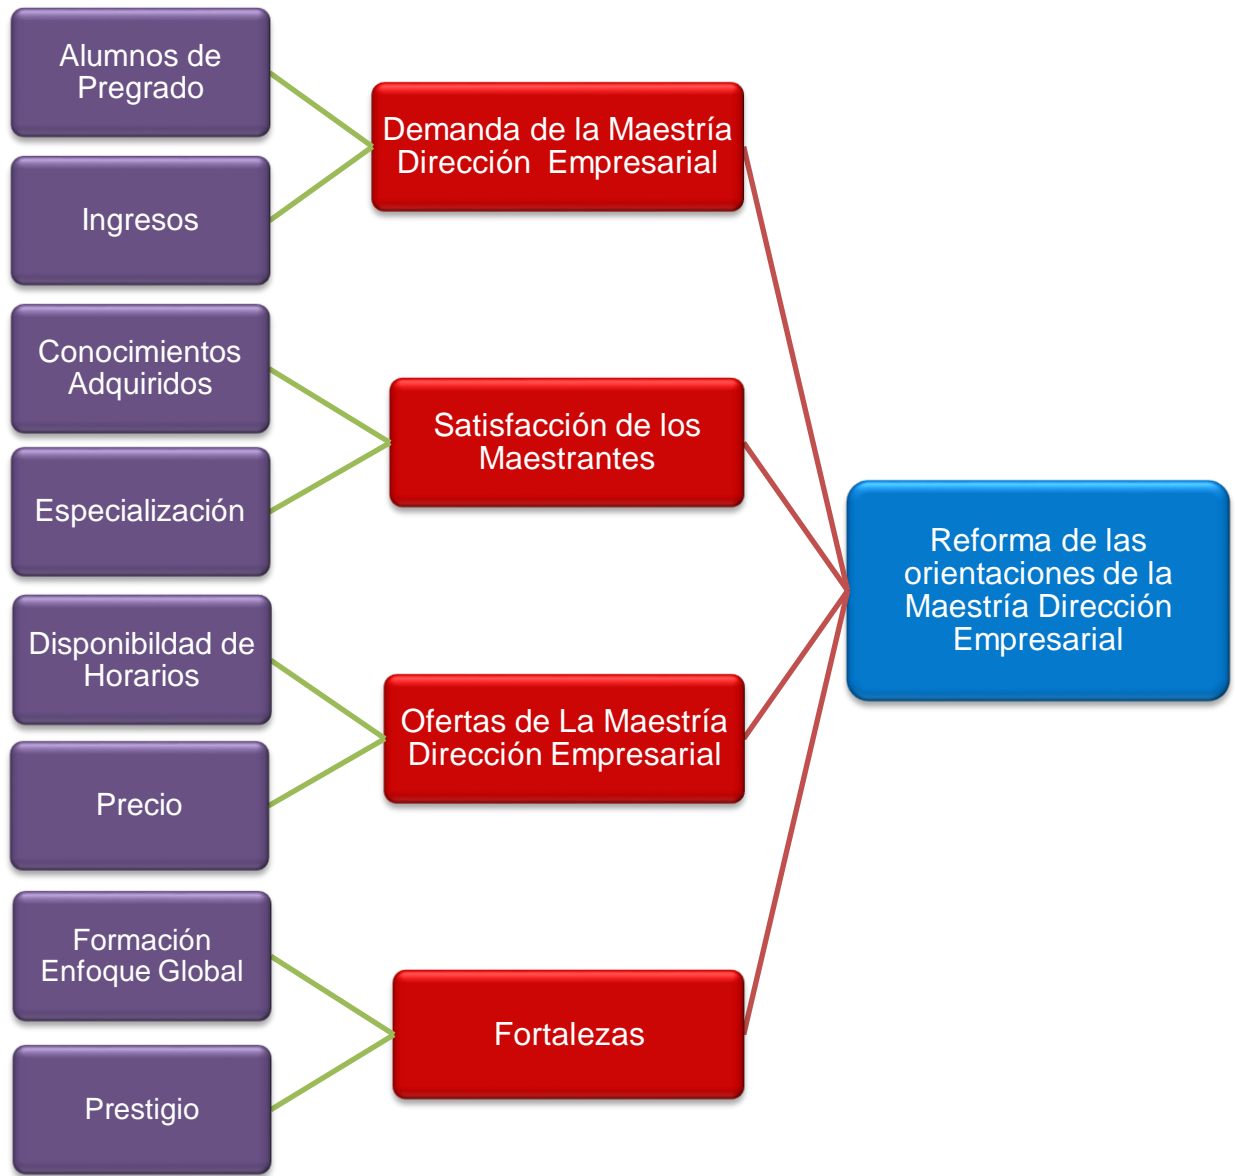 Alumnos de
Pregrado
Ingresos
Conocimientos
Adquiridos
Especialización
Disponibildad de
Horarios
Precio
Formación
Enfoque Global
Prestigio
Demanda de la Maestría
Dirección Empresarial
Satisfacción de los
Maestrantes
Ofertas de La Maestría
Dirección Empresarial
Fortalezas
Reforma de las
orientaciones de la
Maestría Dirección
Empresarial